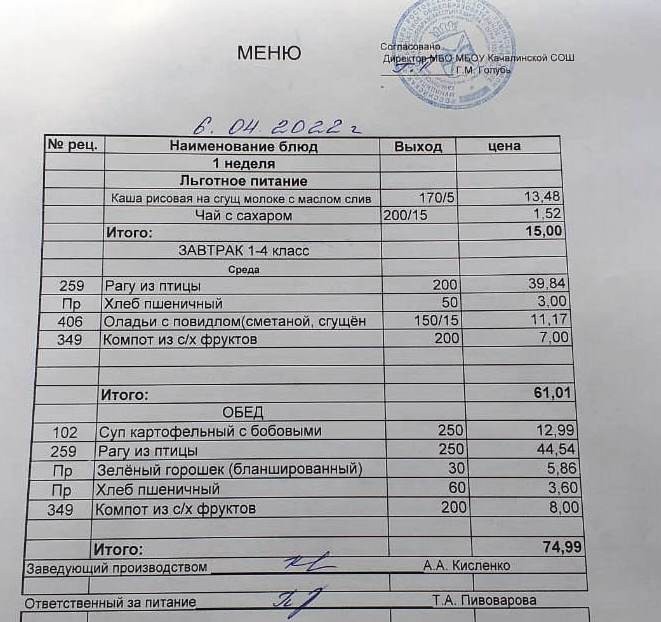 Согласовано
МЕНЮ
Директор МБО МБОУ Качалинской СОШ
Г.М. Голубь
6. 04. 2022 г
№ рец. Наименование блюд Выход цена
1 неделя
Льготное питание
Каша рисовая на сгущ молоке с маслом слив 170/5 13,48
Чай с сахаром 200/15 1,52
Итого: 15,00
ЗАВТРАК 1-4 класс
Среда
259 Рагу из птицы 200 39,84
Пр Хлеб пшеничный 50 3,00
406 Оладьи с повидлом(сметаной, сгущён 150/15 11,17
349 Компот из с/х фруктов 200 7,00
Итого: 61,01
ОБЕД
102 Суп картофельный с бобовыми 250 12,99
259 Рагу из птицы 250 44,54
Пр Зелёный горошек (бланшированный) 30 5,86
Пр Хлеб пшеничный 60 3,60
349 Компот из с/х фруктов 200 8,00
Итого: 74,99
Заведующий производством А.А. Кисленко
Ответственный за питание Т.А. Пивоварова